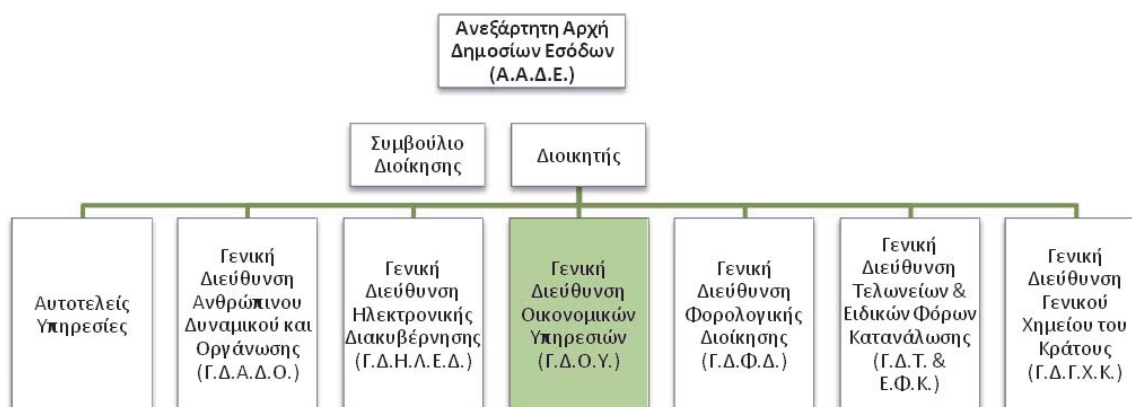 Ανεξάρτητη Αρχή
Δημοσίων Εσόδων
(Α.Α.Δ.Ε.)
Συμβούλιο
Διοίκησης
Διοικητής
Αυτοτελείς
Υπηρεσίες
Γενική
Διεύθυνση
Ανθρώπινου
Δυναμικού και
Οργάνωσης
(Γ.Δ.Α.Δ.Ο.)
Γενική
Διεύθυνση
Ηλεκτρονικής
Διακυβέρνησης
(Γ.Δ.Η.Λ.Ε.Δ.)
Γενική
Διεύθυνση
Οικονομικών
Υπηρεσιών
(Γ.Δ.Ο.Υ.)
Γενική
Διεύθυνση
Φορολογικής
Διοίκησης
(Γ.Δ.Φ.Δ.)
Γενική
Διεύθυνση
Τελωνείων &
Ειδικών Φόρων
Κατανάλωσης
(Γ.Δ.Τ. &
Ε.Φ.Κ.)
Γενική
Διεύθυνση
Γενικού
Χημείου του
Κράτους
(Γ.Δ.Γ.Χ.Κ.)